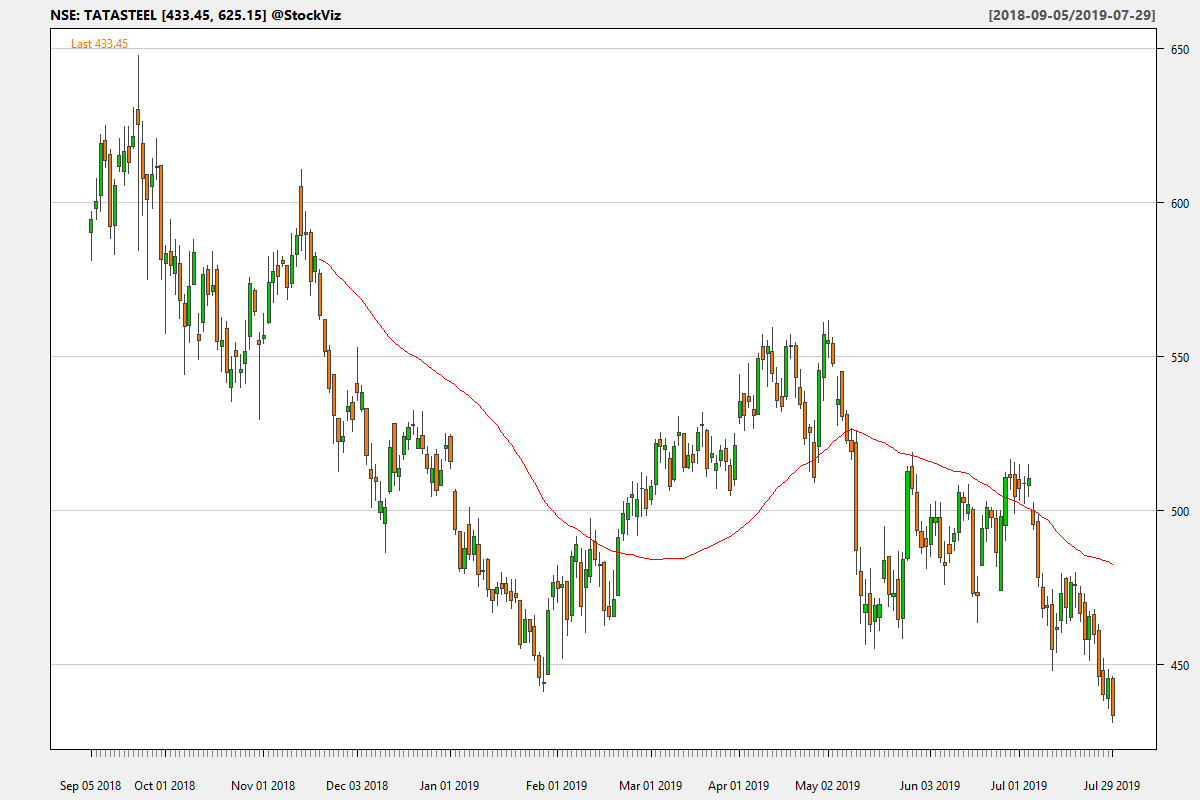 NSE: TATASTEEL [433.45, 625.15] @StockViz [2018-09-05/2019-07-29]
Last 433.45
650
600
550
500
450
Sep 05 2018 Oct 01 2018 Nov 01 2018 Dec 03 2018 Jan 01 2019 Feb 01 2019 Mar 01 2019 Apr 01 2019 May 02 2019 Jun 03 2019 Jul 01 2019 Jul 29 2019